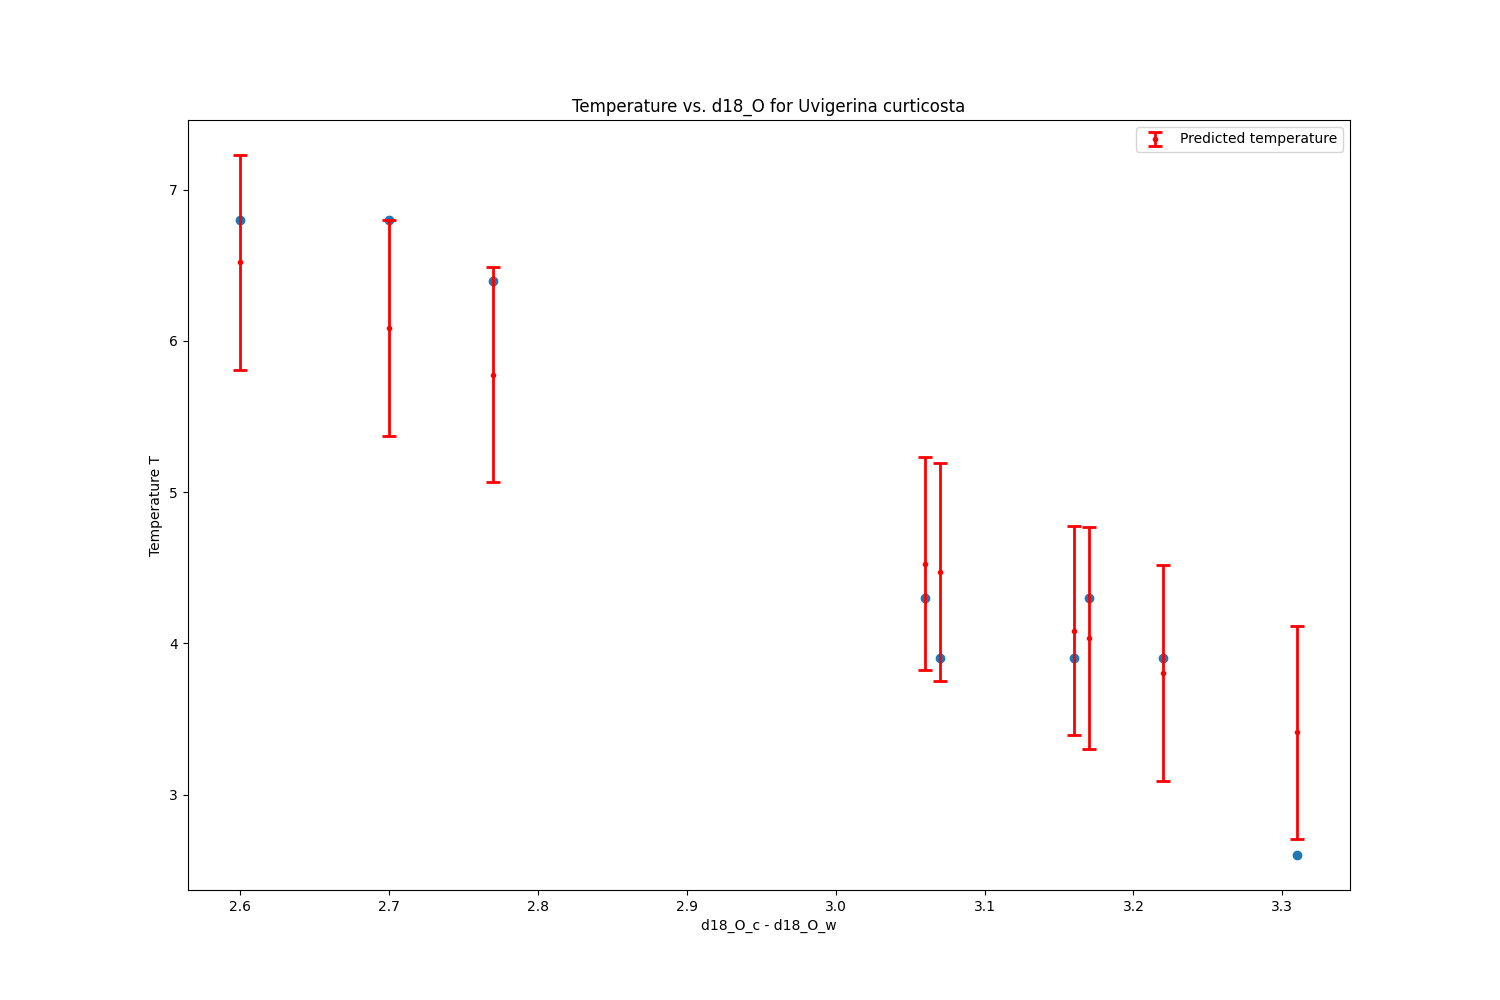 Temperature vs. d18_O for Uvigerina curticosta
Predicted temperature
7
6
5
4
3
Temperature T
2.6 2.7 2.8 2.9 3.0 3.1 3.2 3.3
d18_O_c - d18_O_w